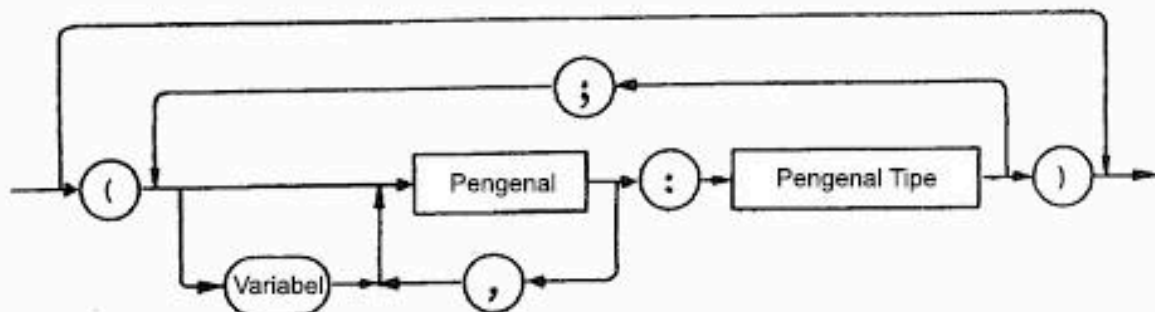 ;
( Pengenal : Pengenal Tipe )
Variabel ,